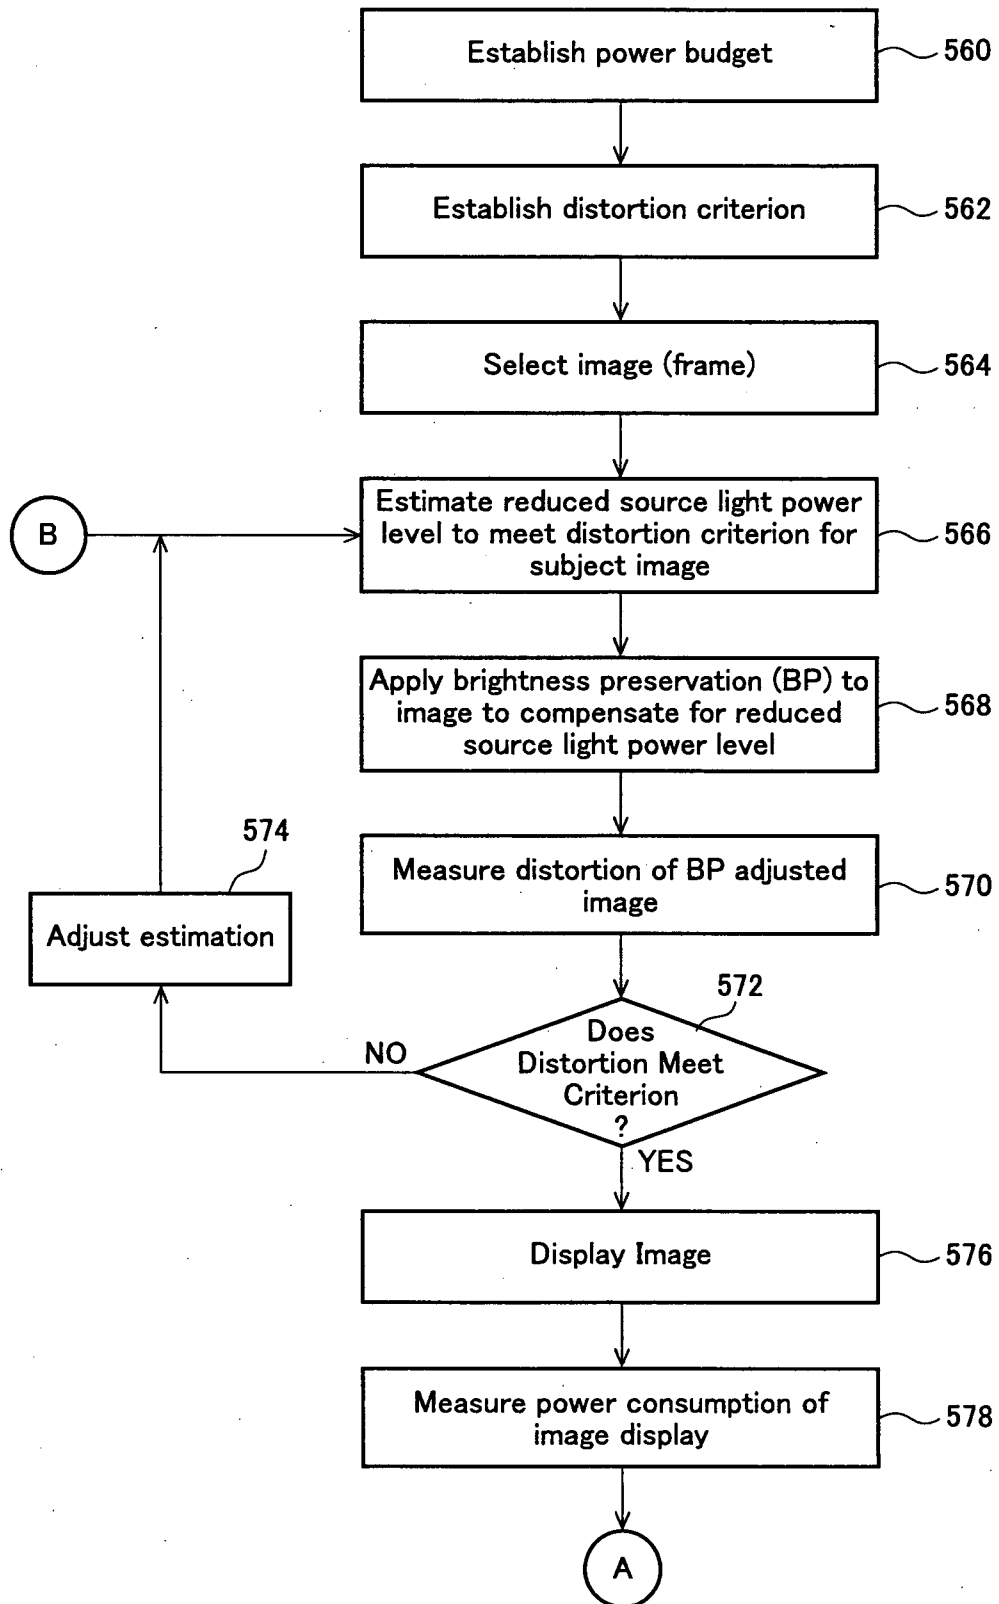 Establish power budget
560
Establish distortion criterion
562
Select image (frame)
564
B
Estimate reduced source light power
level to meet distortion criterion for
subject image
566
Apply brightness preservation (BP) to
image to compensate for reduced
source light power level
568
574
Measure distortion of BP adjusted
image
570
Adjust estimation
572
Does
Distortion Meet
Criterion
?
NO
YES
Display Image
576
Measure power consumption of
image display
578
A